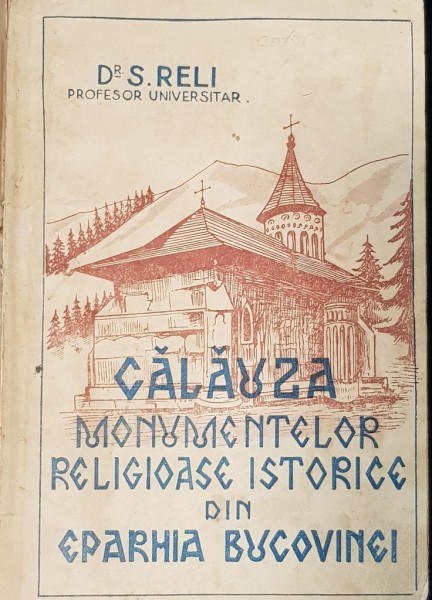 Dr. S. RELI
PROFESOR UNIVERSITAR.
CĂLĂUZA
MONUMENTELOR
RELIGIOASE ISTORICE
DIN
EPARHIA BUCOVINEI